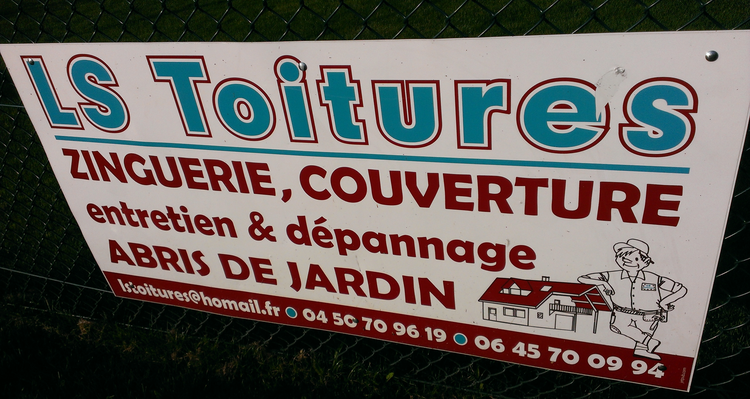 LS Toitures
ZINGUERIE, COUVERTURE
entretien & dépannage
ABRIS DE JARDIN
lstoitures@homail.fr • 04 50 70 96 19 • 06 45 70 09 94